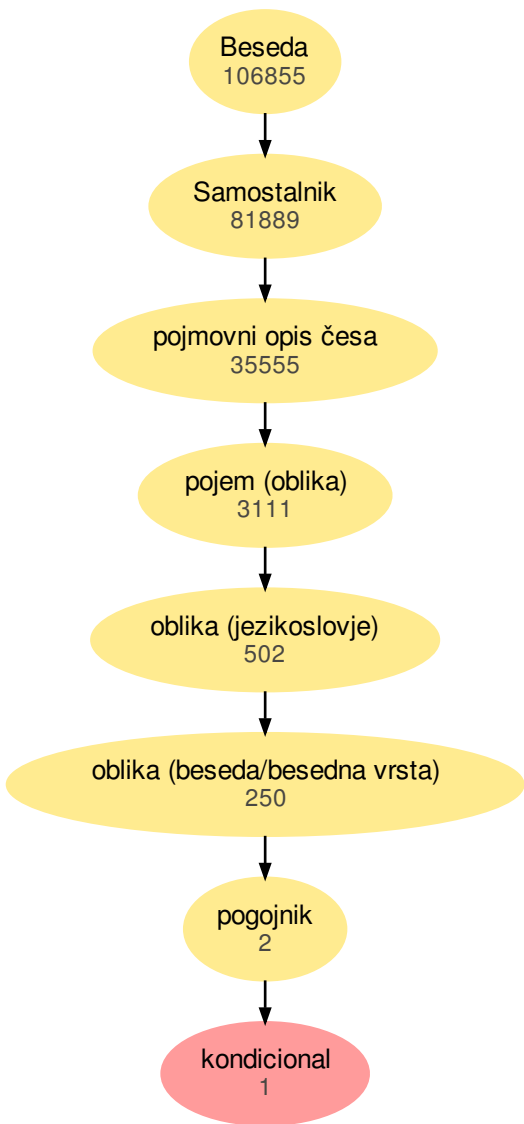 Beseda
106855
Samostalnik
81889
pojmovni opis česa
35555
pojem (oblika)
3111
oblika (jezikoslovje)
502
oblika (beseda/besedna vrsta)
250
pogojnik
2
kondicional
1